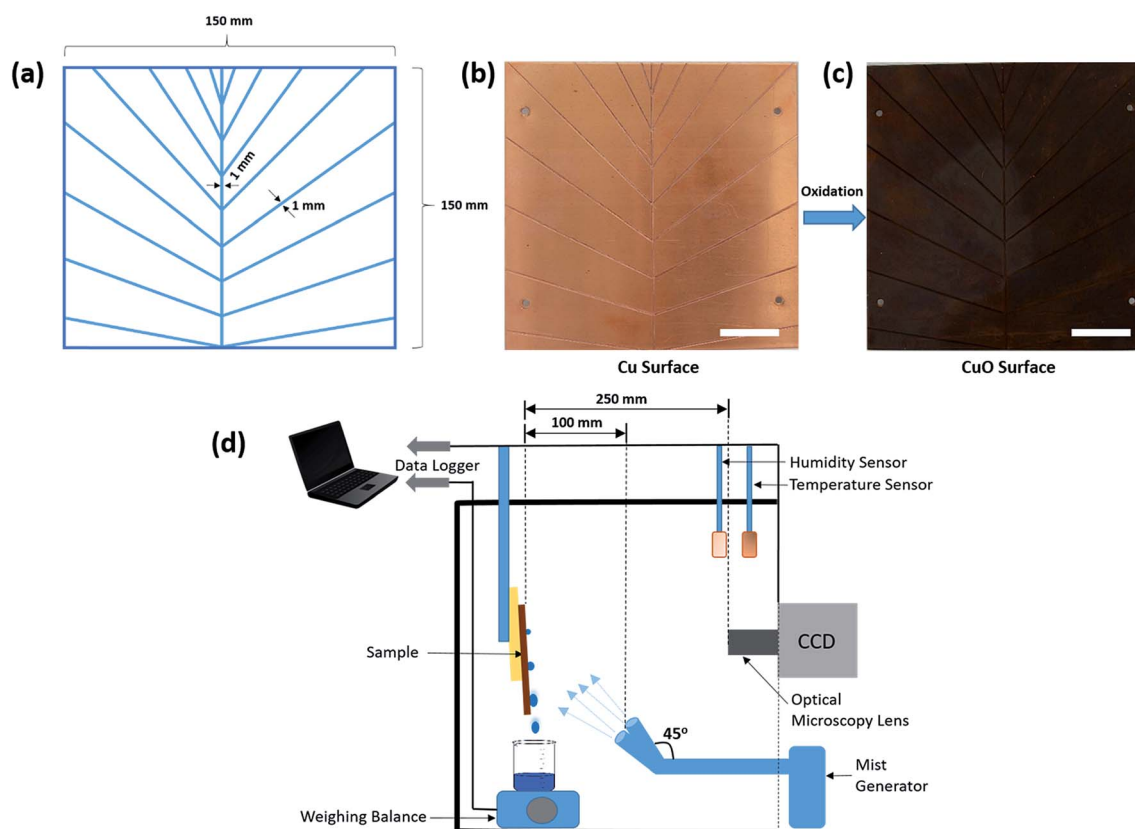 150 mm
(a)
150 mm
1 mm
1 mm
(b)
(c)
Oxidation
Cu Surface
CuO Surface
(d)
250 mm
100 mm
Data Logger
Humidity Sensor
Temperature Sensor
Sample
CCD
Optical
Microscopy Lens
45°
Mist
Generator
Weighing Balance